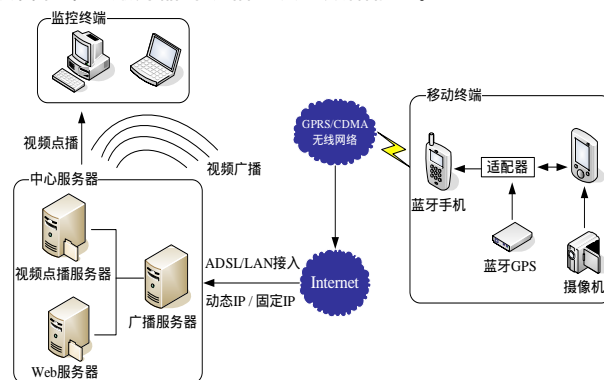 监控终端
视频点播
视频广播
中心服务器
视频点播服务器
广播服务器
Web服务器
ADSL/LAN接入
动态IP / 固定IP
GPRS/CDMA
无线网络
Internet
移动终端
蓝牙手机
适配器
蓝牙GPS
摄像机